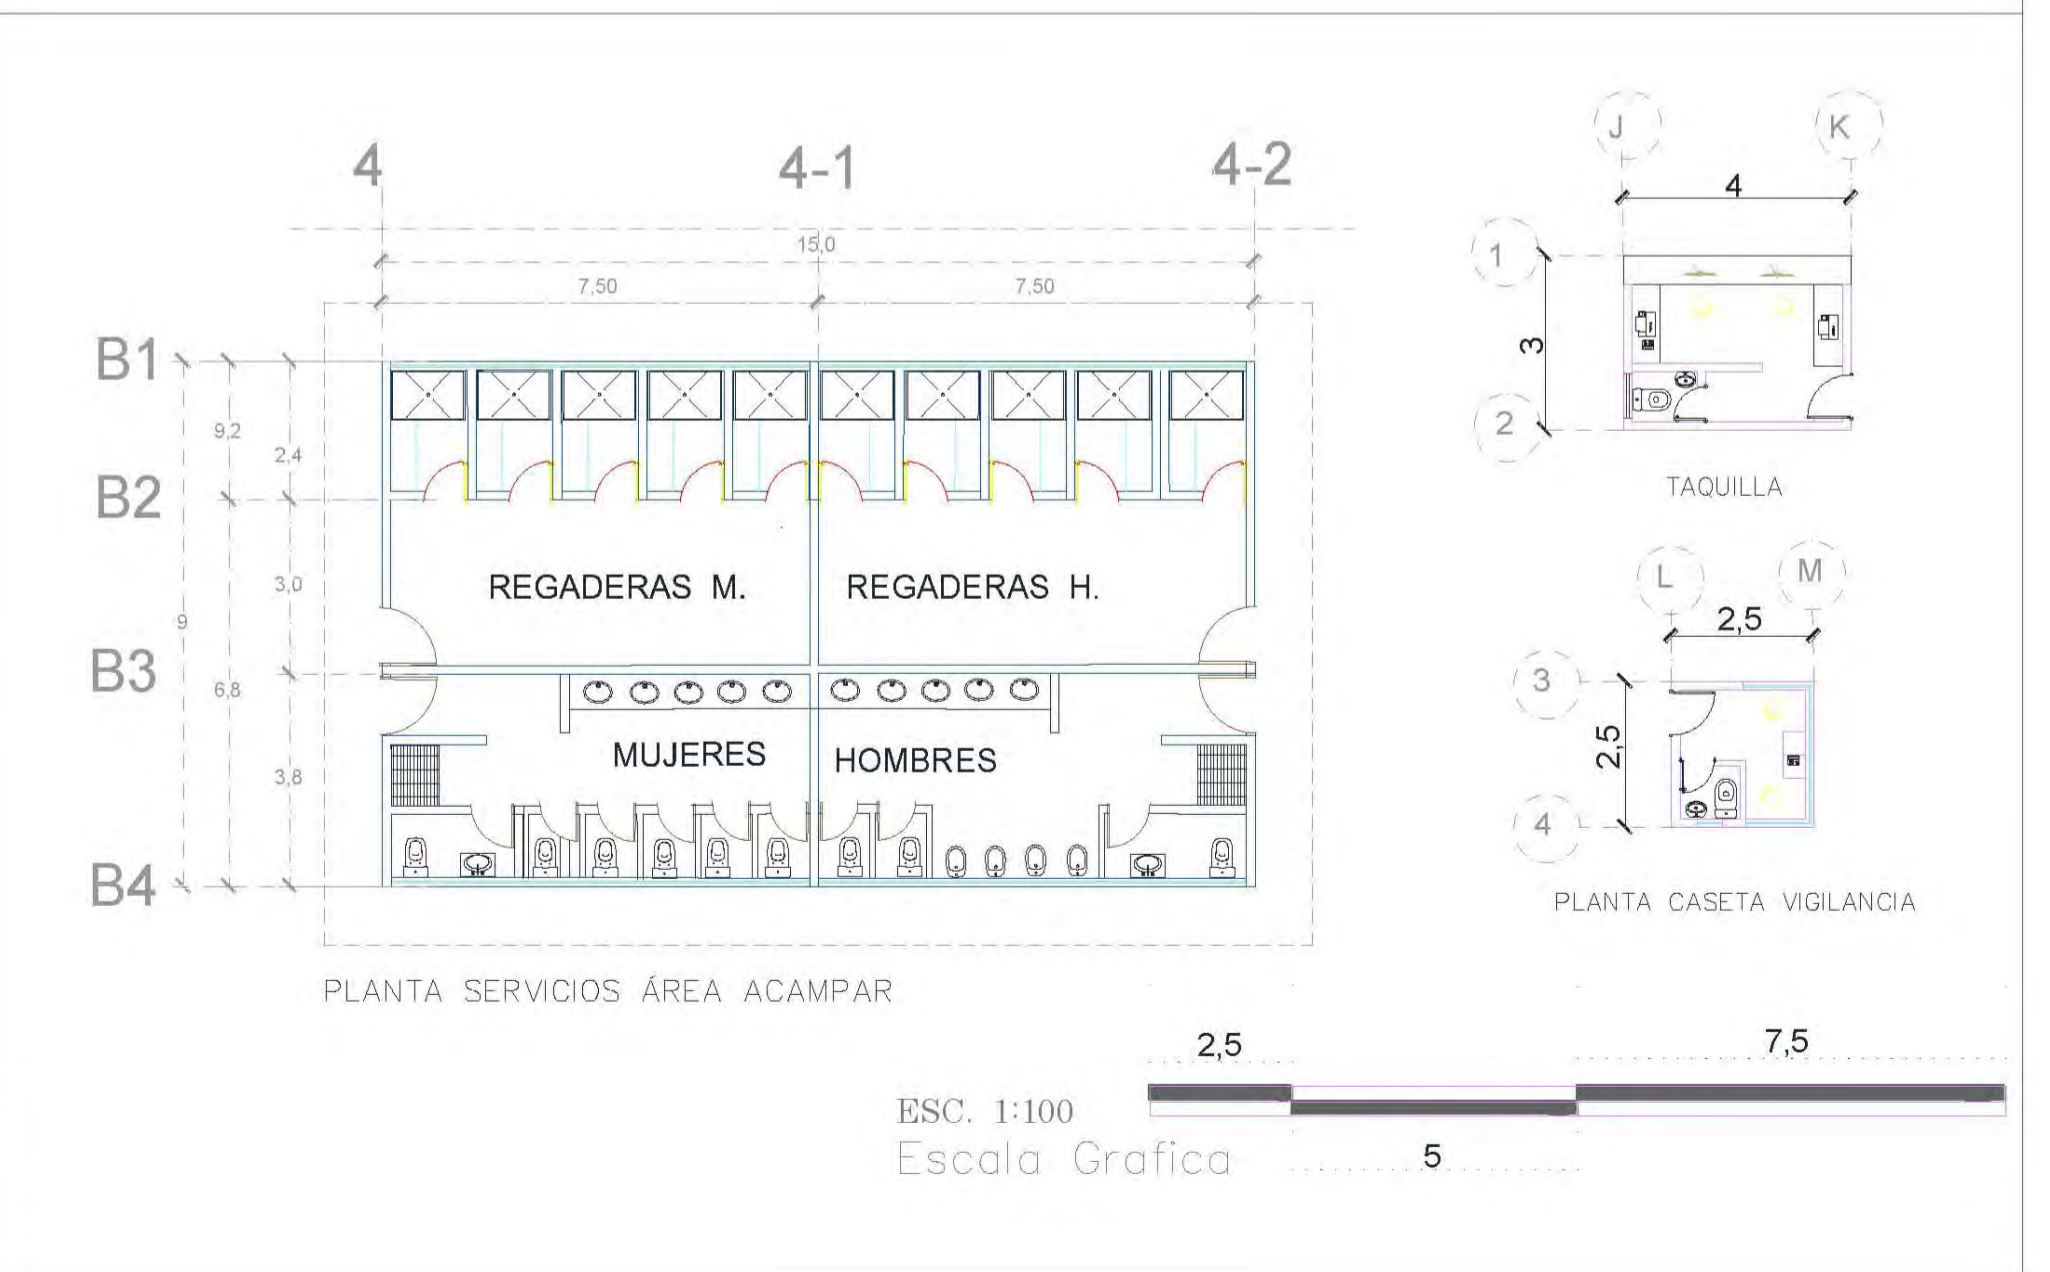 4 4-1 4-2
15,0
7,50 7,50
B1
9,2
2,4
B2
3,0
REGADERAS M. REGADERAS H.
9
B3
6,8
MUJERES HOMBRES
3,8
B4
PLANTA SERVICIOS ÁREA ACAMPAR
J K
4
1
3
2
TAQUILLA
L M
2,5
3
2,5
4
PLANTA CASETA VIGILANCIA
2,5 7,5
ESC. 1:100
Escala Grafica
5